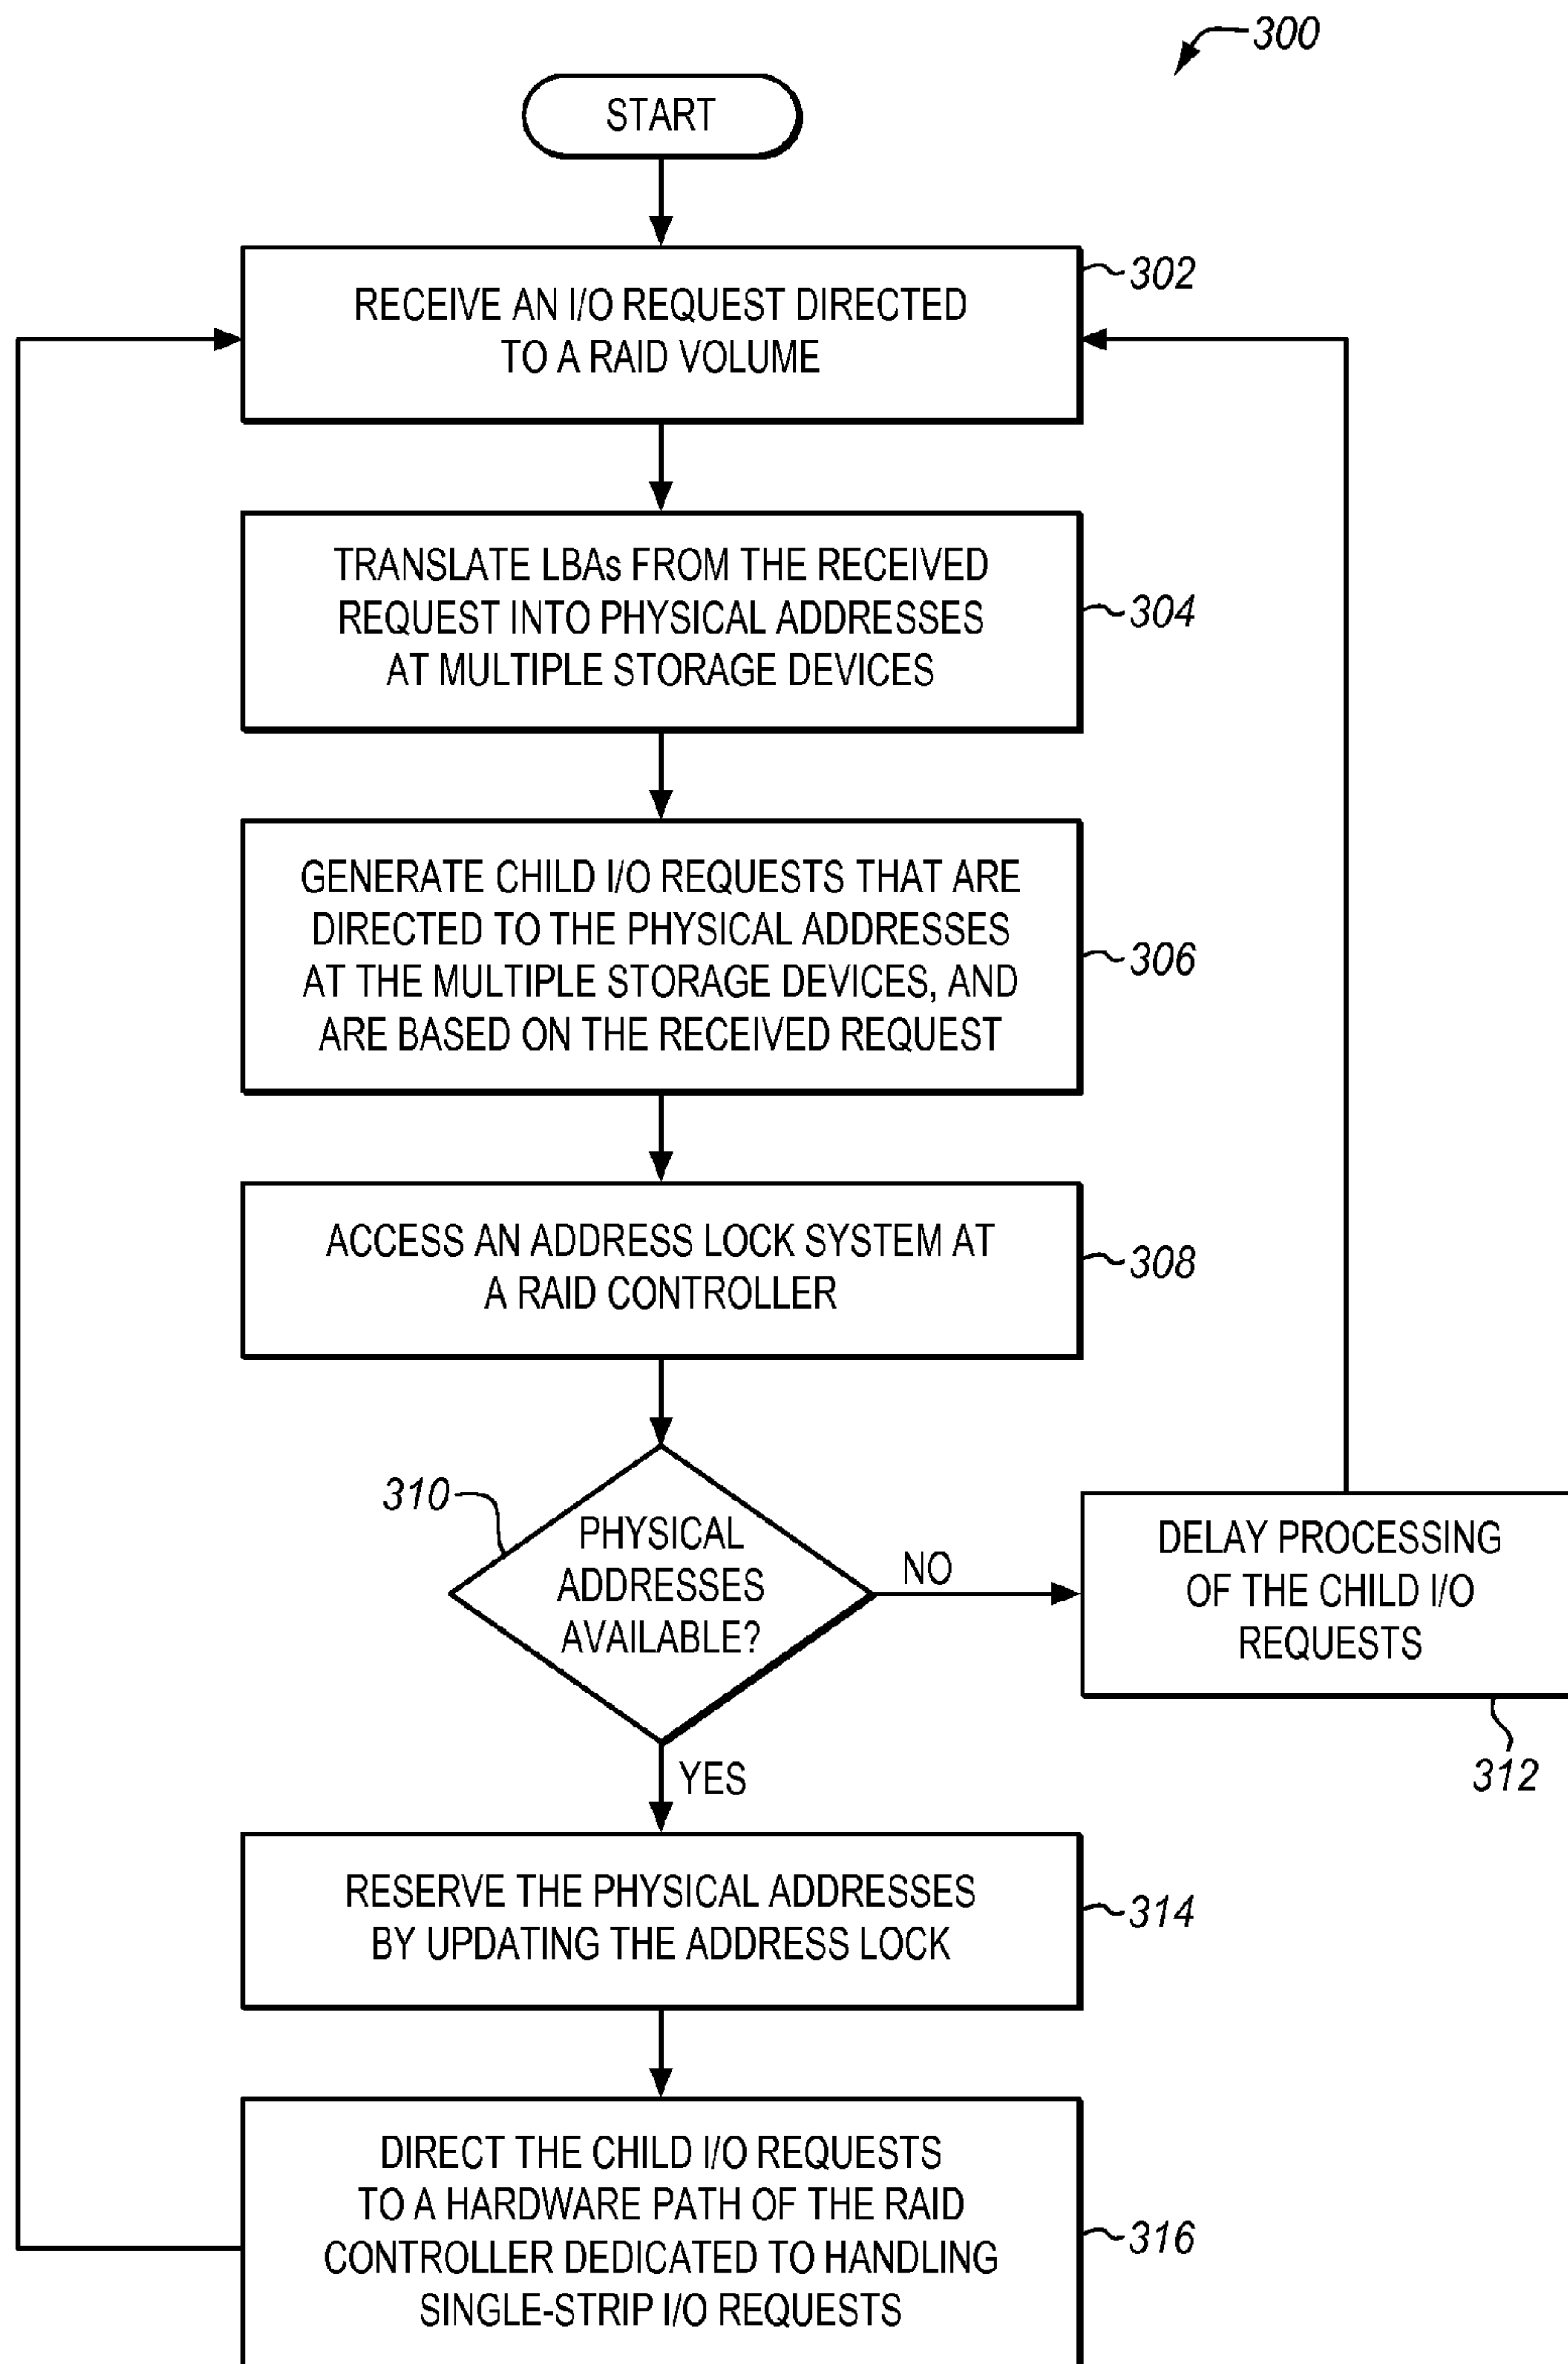 300
START
RECEIVE AN I/O REQUEST DIRECTED
TO A RAID VOLUME
302
TRANSLATE LBAs FROM THE RECEIVED
REQUEST INTO PHYSICAL ADDRESSES
AT MULTIPLE STORAGE DEVICES
304
GENERATE CHILD I/O REQUESTS THAT ARE
DIRECTED TO THE PHYSICAL ADDRESSES
AT THE MULTIPLE STORAGE DEVICES, AND
ARE BASED ON THE RECEIVED REQUEST
306
ACCESS AN ADDRESS LOCK SYSTEM AT
A RAID CONTROLLER
308
310
PHYSICAL
ADDRESSES
AVAILABLE?
NO
DELAY PROCESSING
OF THE CHILD I/O
REQUESTS
312
YES
RESERVE THE PHYSICAL ADDRESSES
BY UPDATING THE ADDRESS LOCK
314
DIRECT THE CHILD I/O REQUESTS
TO A HARDWARE PATH OF THE RAID
CONTROLLER DEDICATED TO HANDLING
SINGLE-STRIP I/O REQUESTS
316